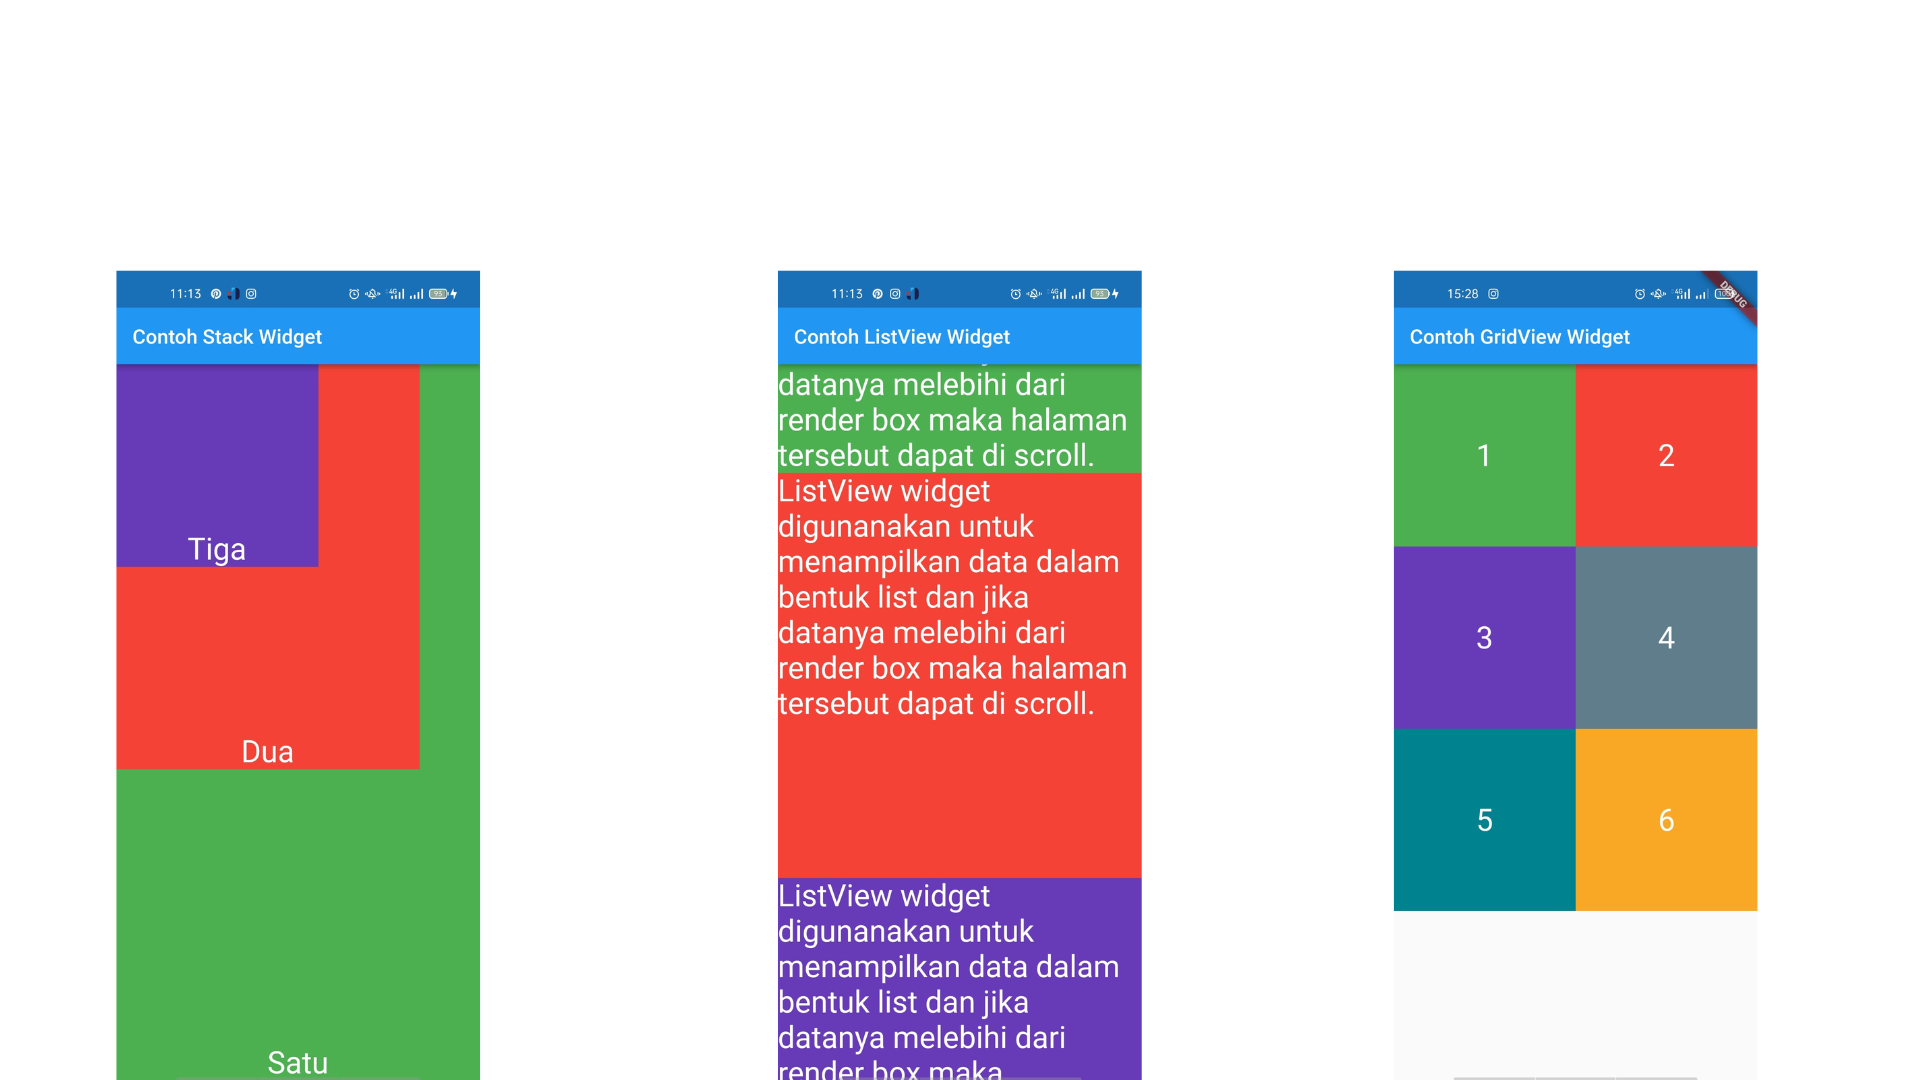 11:13
Contoh Stack Widget
Tiga
Dua
Satu
11:13
Contoh ListView Widget
datanya melebihi dari
render box maka halaman
tersebut dapat di scroll.
ListView widget
digunanakan untuk
menampilkan data dalam
bentuk list dan jika
datanya melebihi dari
render box maka halaman
tersebut dapat di scroll.
ListView widget
digunanakan untuk
menampilkan data dalam
bentuk list dan jika
datanya melebihi dari
render box maka
15:28
DEBUG
Contoh GridView Widget
1 2
3 4
5 6